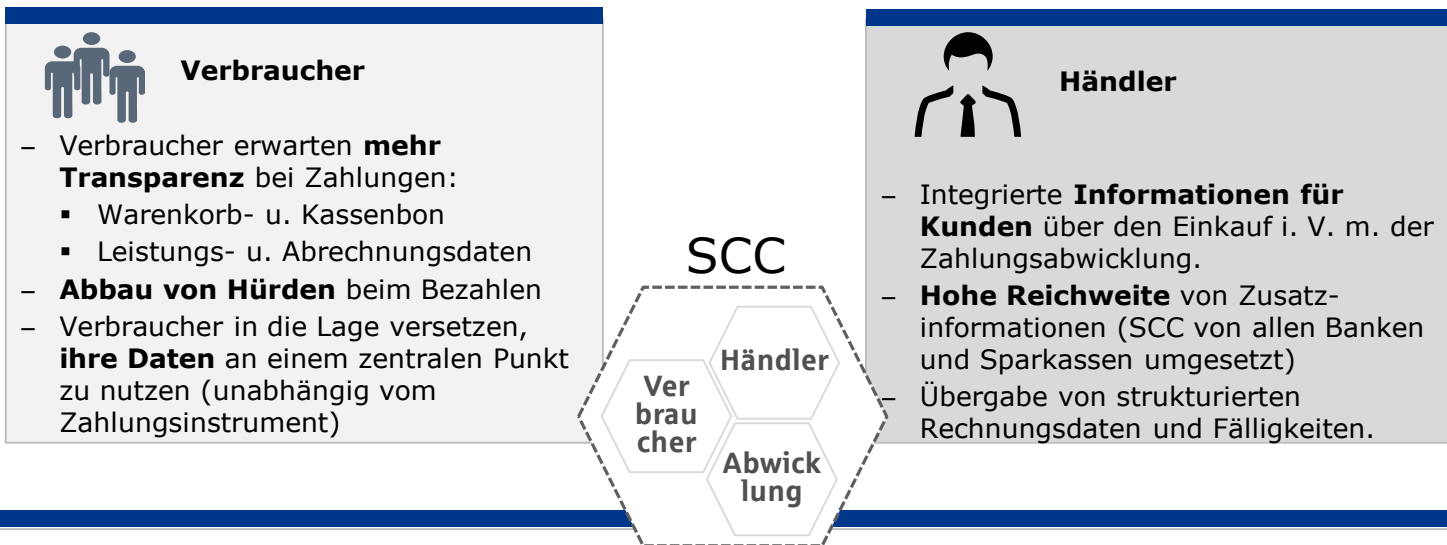 Verbraucher
– Verbraucher erwarten mehr
Transparenz bei Zahlungen:
▪ Warenkorb- u. Kassenbon
▪ Leistungs- u. Abrechnungsdaten
– Abbau von Hürden beim Bezahlen
– Verbraucher in die Lage versetzen,
ihre Daten an einem zentralen Punkt
zu nutzen (unabhängig vom
Zahlungsinstrument)
SCC
Händler
Ver
brau
cher
Abwick
lung
Händler
– Integrierte Informationen für
Kunden über den Einkauf i. V. m. der
Zahlungsabwicklung.
– Hohe Reichweite von Zusatz-
informationen (SCC von allen Banken
und Sparkassen umgesetzt)
– Übergabe von strukturierten
Rechnungsdaten und Fälligkeiten.